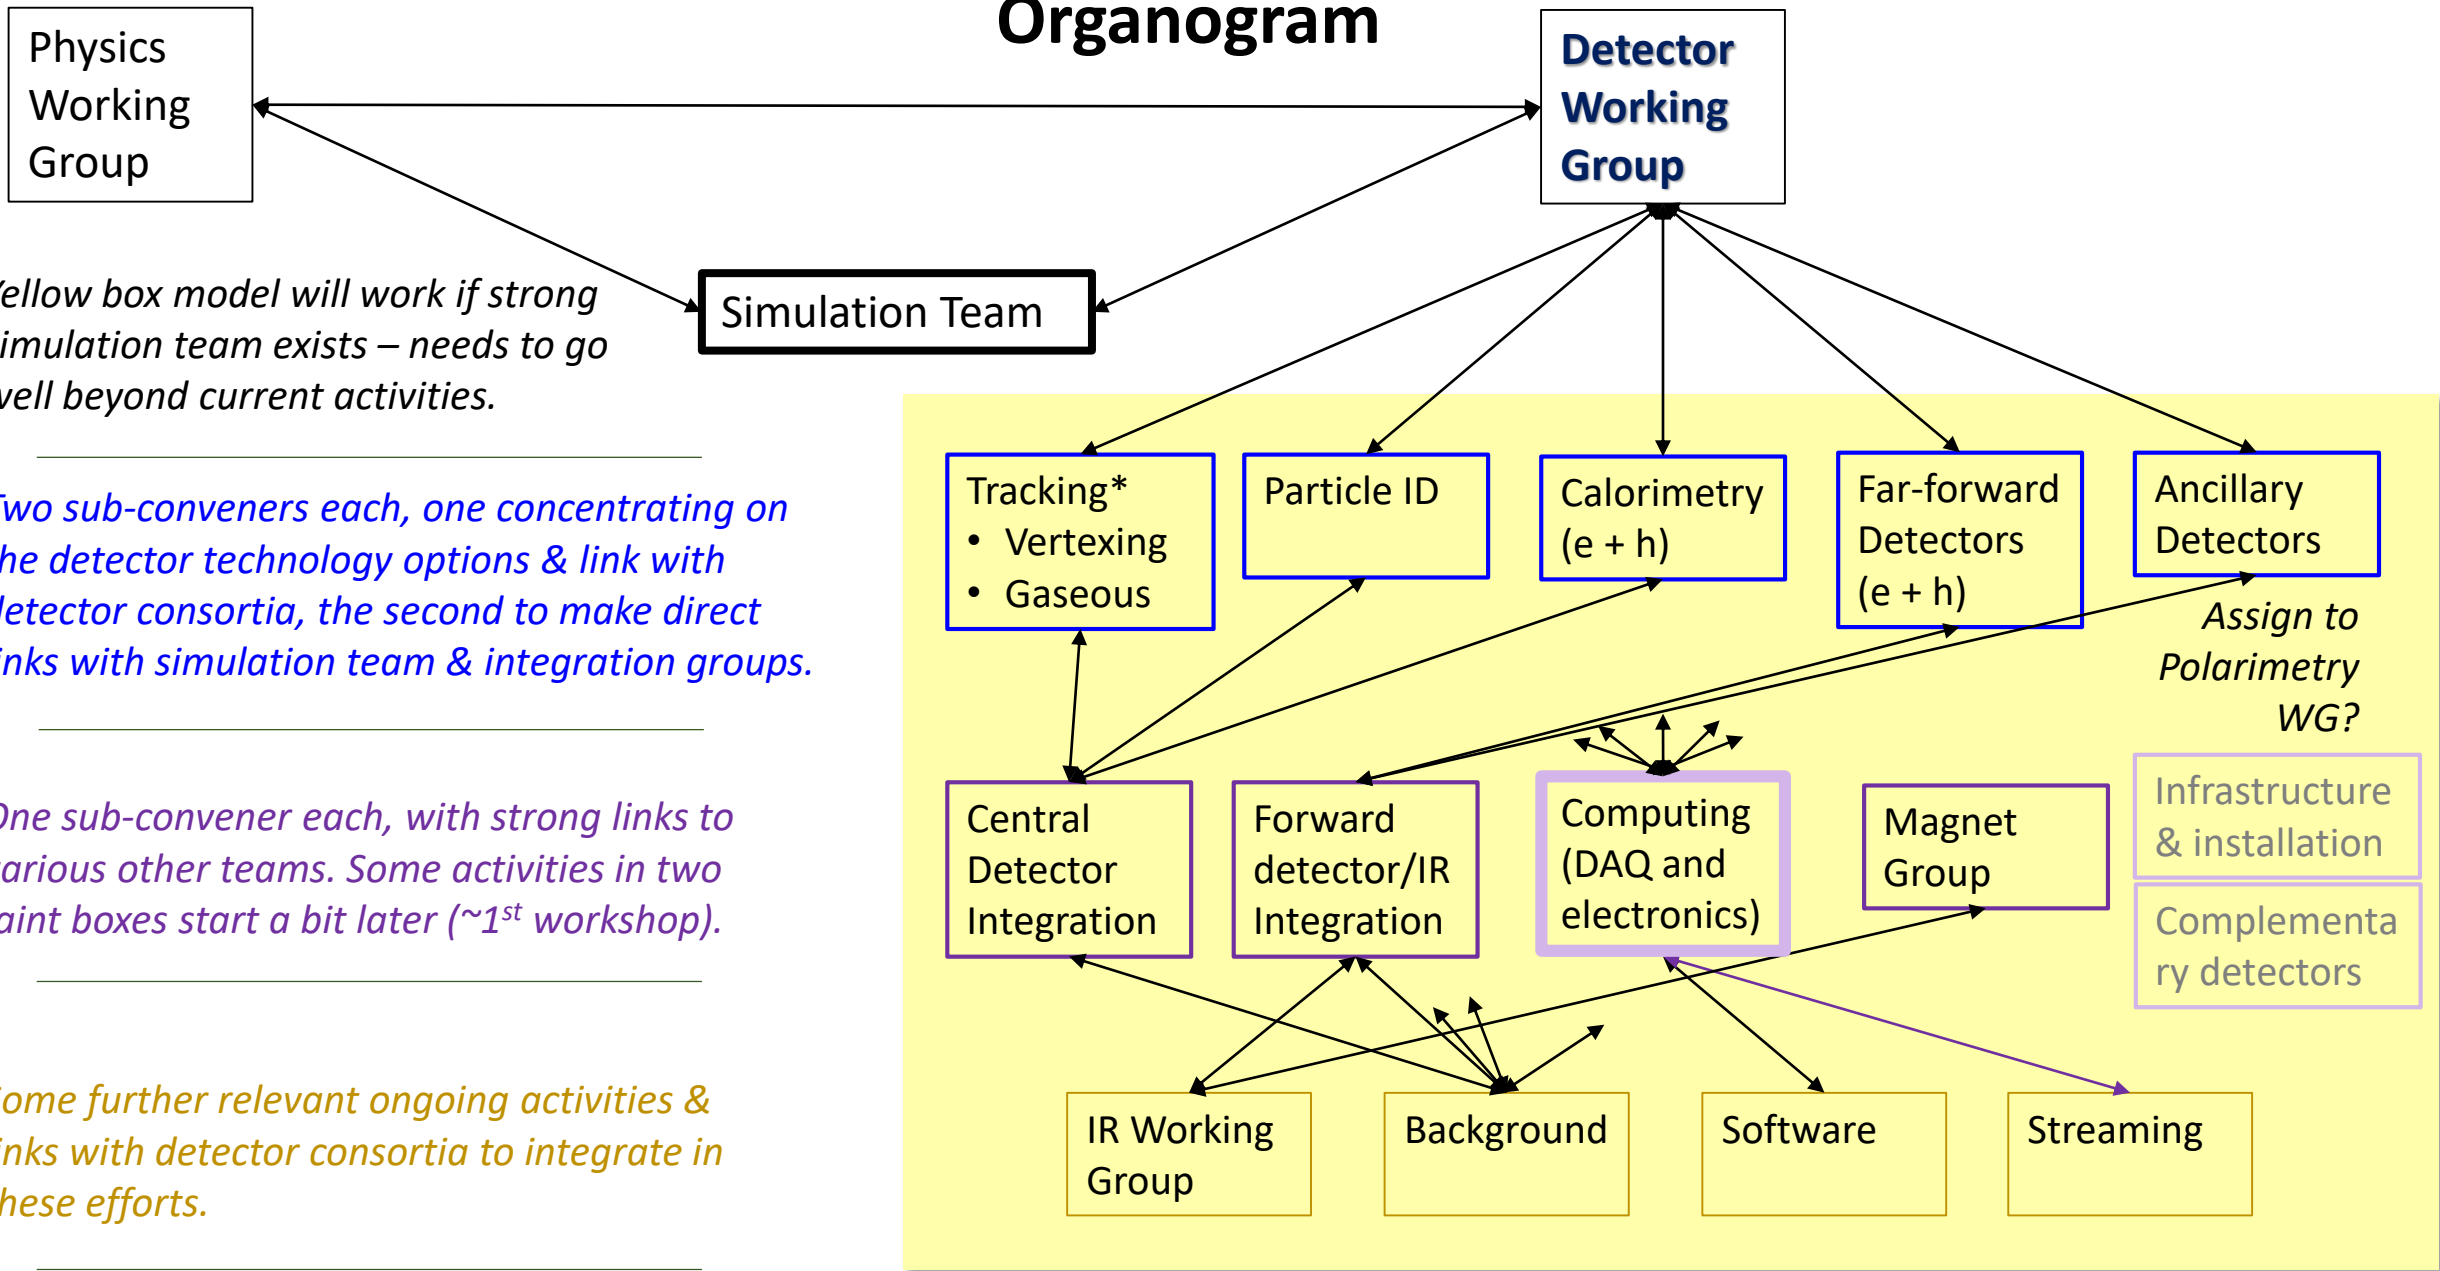 Organogram
Physics
Working
Group
Detector
Working
Group
Simulation Team
ellow box model will work if strong
imulation team exists – needs to go
well beyond current activities.
Two sub-conveners each, one concentrating on
he detector technology options & link with
detector consortia, the second to make direct
inks with simulation team & integration groups.
One sub-convener each, with strong links to
various other teams. Some activities in two
aint boxes start a bit later (~1st workshop).
Some further relevant ongoing activities &
inks with detector consortia to integrate in
hese efforts.
Tracking*
• Vertexing
• Gaseous
Particle ID
Calorimetry
(e + h)
Far-forward
Detectors
(e + h)
Ancillary
Detectors
Assign to
Polarimetry
WG?
Central
Detector
Integration
Forward
detector/IR
Integration
Computing
(DAQ and
electronics)
Magnet
Group
Infrastructure
& installation
Complementa
ry detectors
IR Working
Group
Background
Software
Streaming